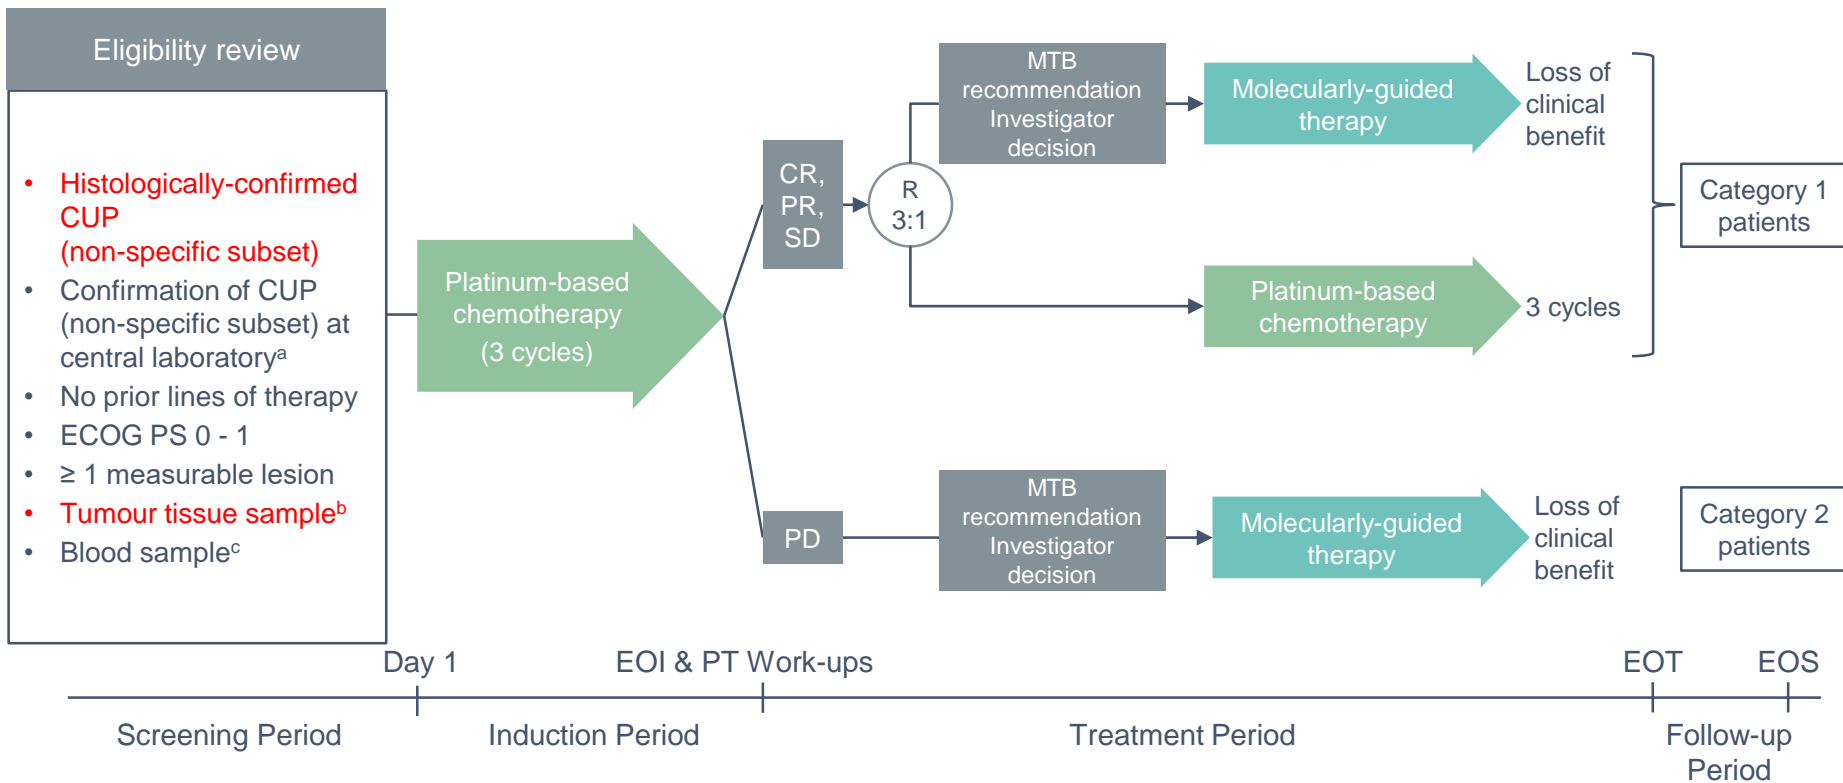 Eligibility review
• Histologically-confirmed
CUP
(non-specific subset)
• Confirmation of CUP
(non-specific subset) at
central laboratoryᵃ
• No prior lines of therapy
• ECOG PS 0 - 1
• ≥ 1 measurable lesion
• Tumour tissue sampleᵇ
• Blood sampleᶜ
Platinum-based
chemotherapy
(3 cycles)
CR,
PR,
SD
R
3:1
MTB
recommendation
Investigator
decision
Molecularly-guided
therapy
Loss of
clinical
benefit
Platinum-based
chemotherapy
3 cycles
Category 1
patients
PD
MTB
recommendation
Investigator
decision
Molecularly-guided
therapy
Loss of
clinical
benefit
Category 2
patients
Day 1
EOI & PT Work-ups
EOT
EOS
Screening Period
Induction Period
Treatment Period
Follow-up
Period